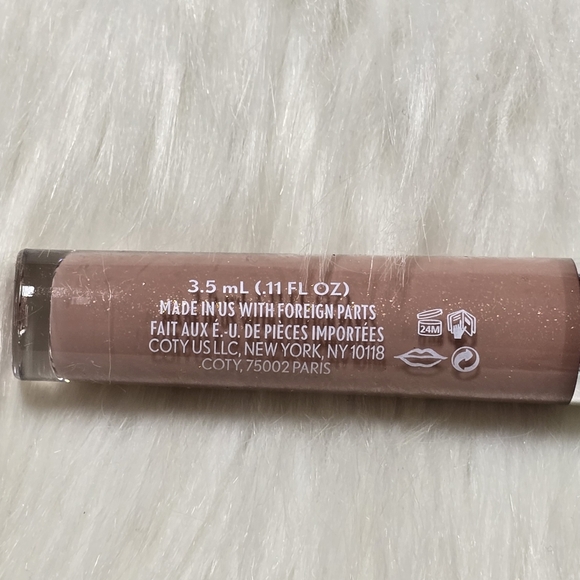 3.5 mL (.11 FL OZ)
MADE IN US WITH FOREIGN PARTS
FAIT AUX É.-U. DE PIÈCES IMPORTÉES
COTY US LLC, NEW YORK, NY 10118
COTY, 75002 PARIS
24M